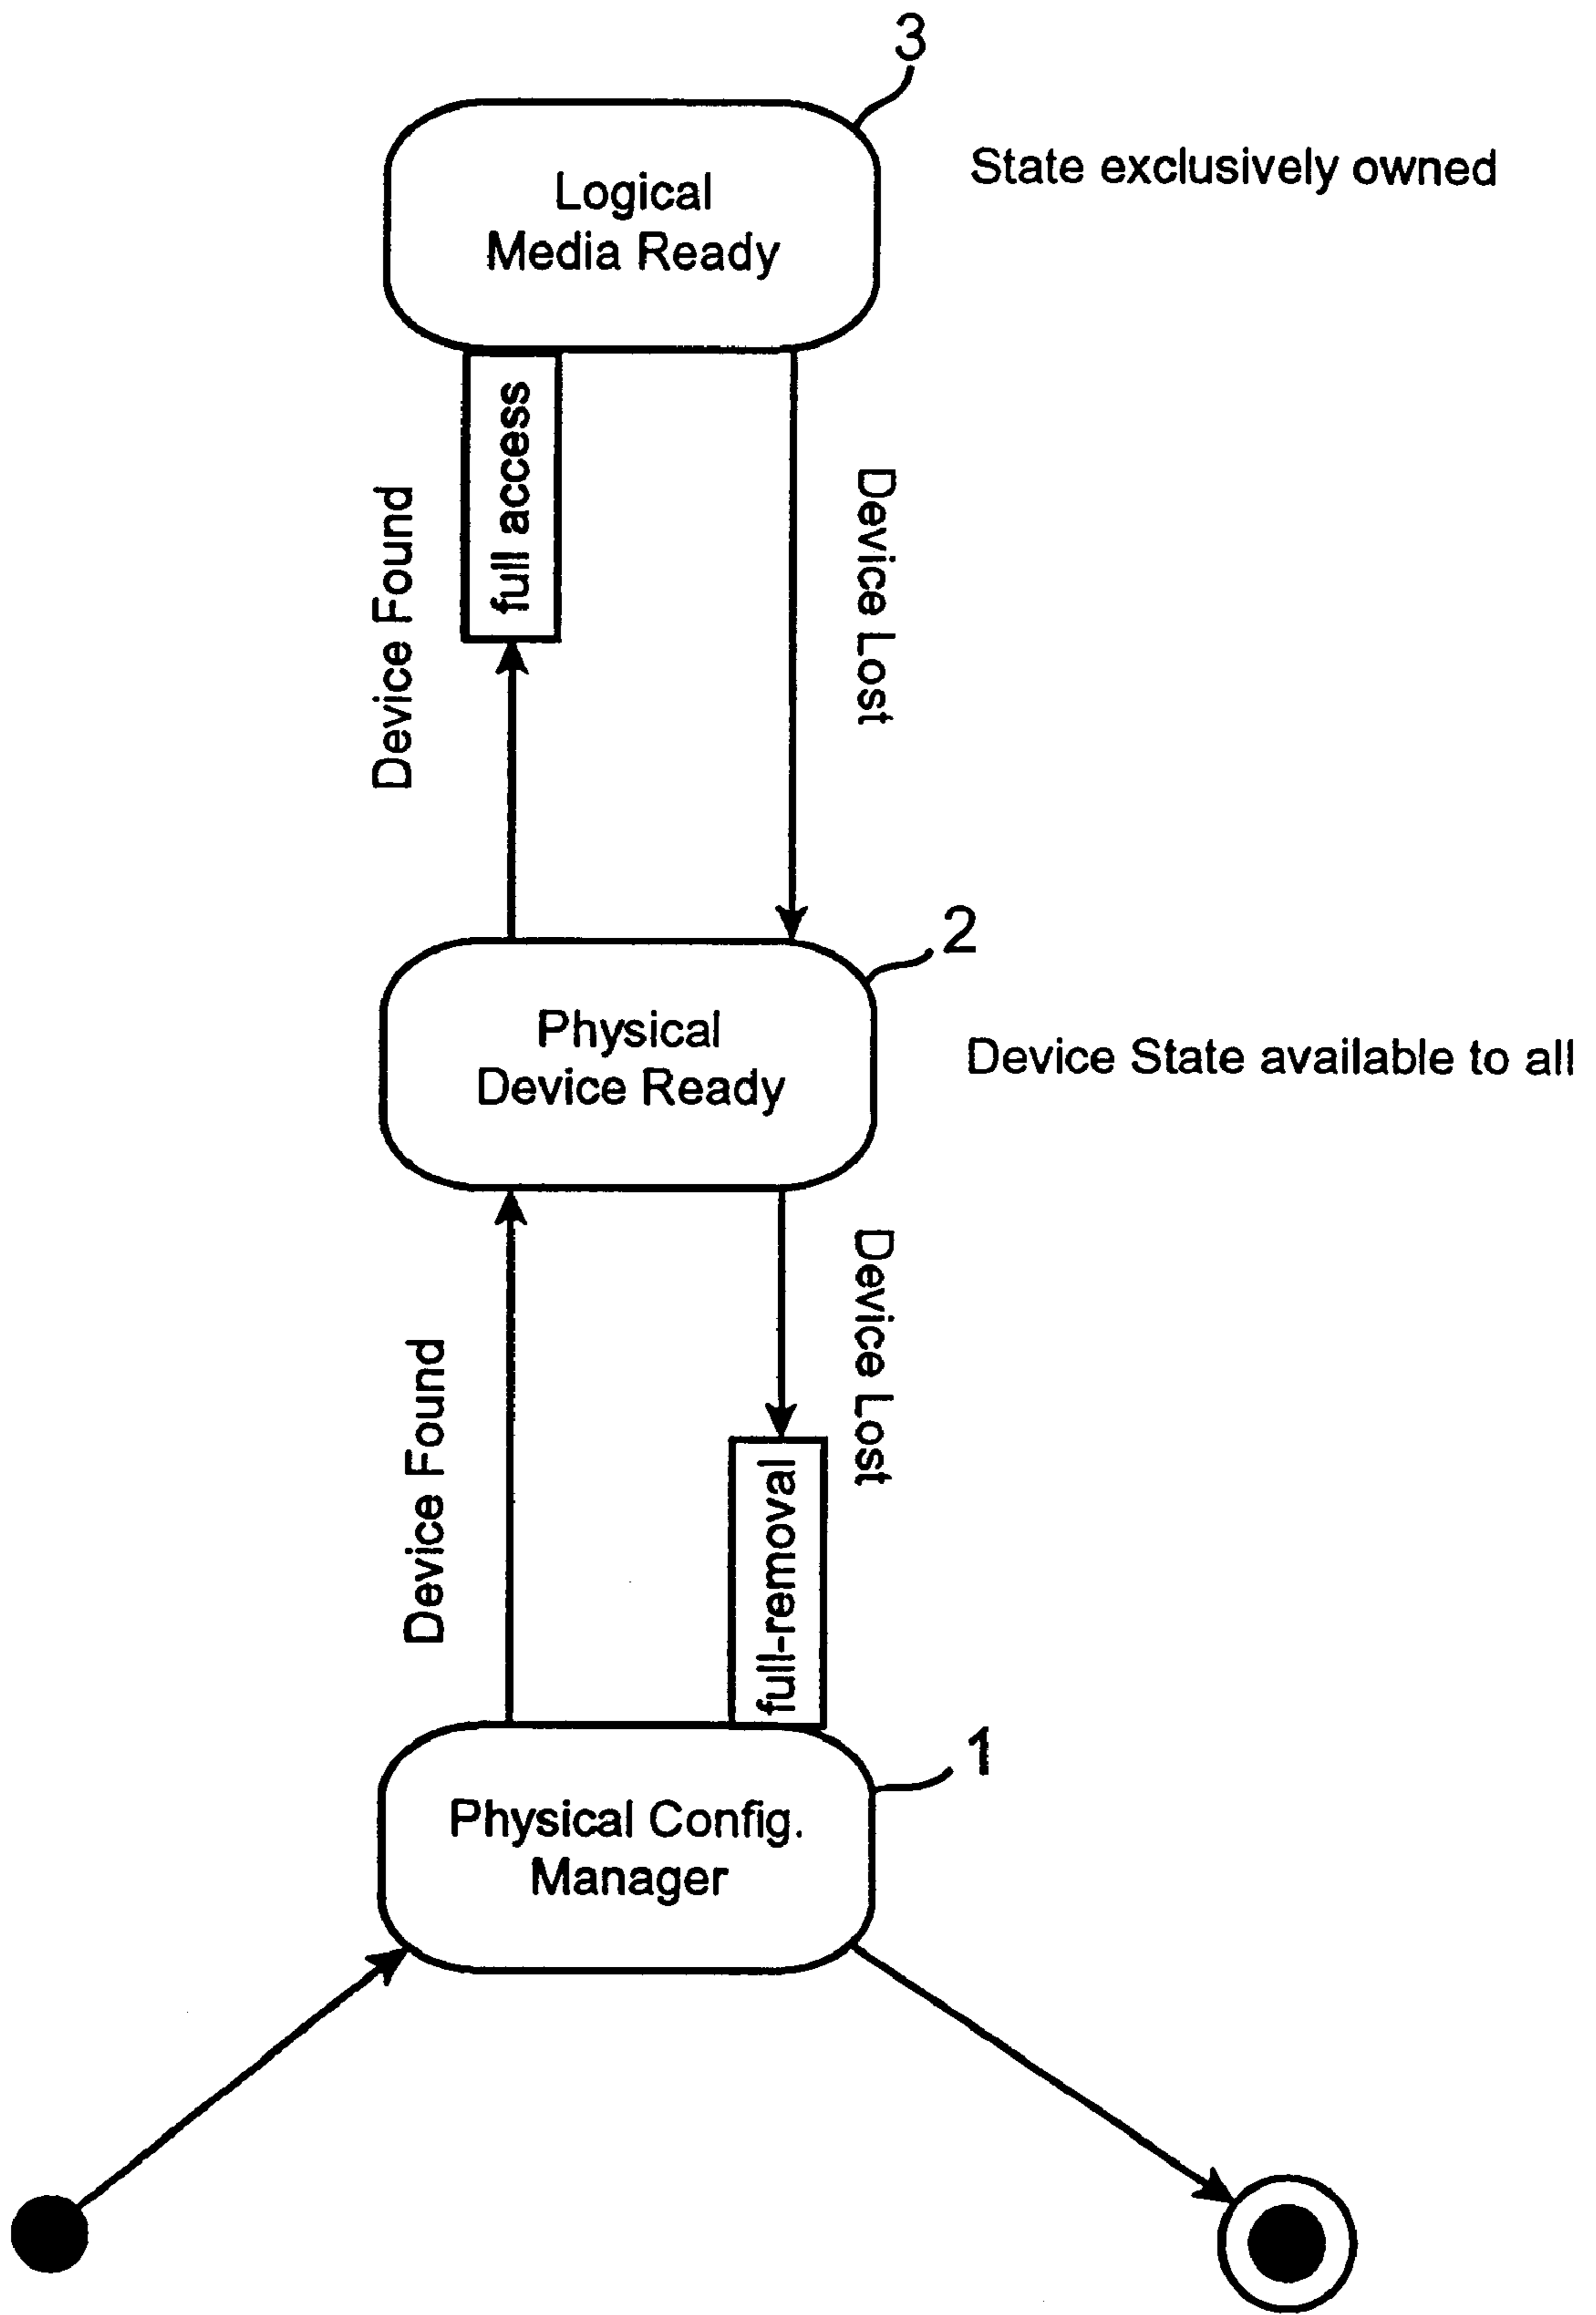 3
State exclusively owned
Logical
Media Ready
full access
Device Found
Device Lost
2
Physical
Device Ready
Device State available to all
Device Lost
Device Found
full-removal
1
Physical Config.
Manager